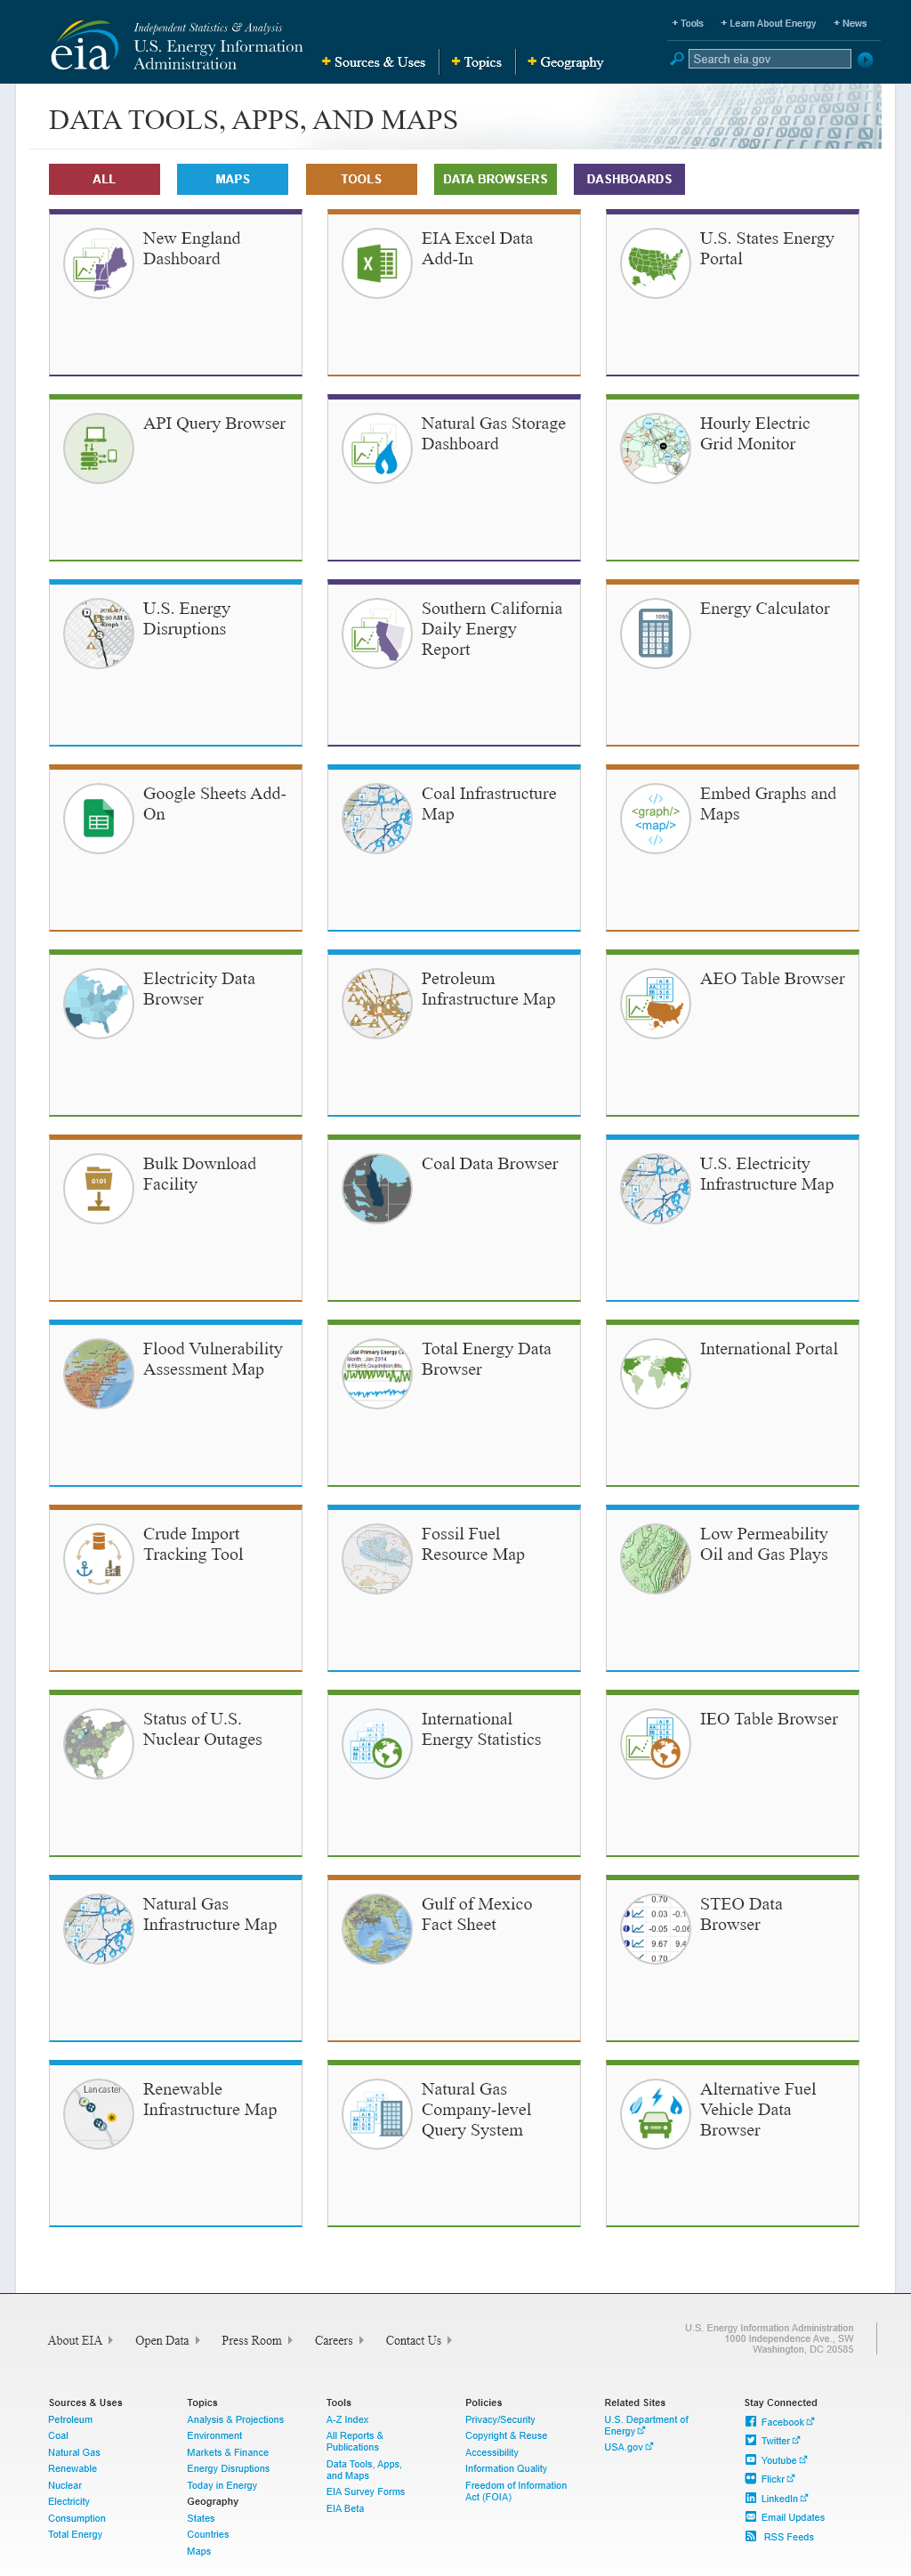 Independent Statistics & Analysis
eia
U.S. Energy Information
Administration
+ Sources & Uses
+ Topics
+ Geography
+ Tools
+ Learn About Energy
+ News
Search eia.gov
DATA TOOLS, APPS, AND MAPS
ALL
MAPS
TOOLS
DATA BROWSERS
DASHBOARDS
New England
Dashboard
EIA Excel Data
Add-In
U.S. States Energy
Portal
API Query Browser
Natural Gas Storage
Dashboard
Hourly Electric
Grid Monitor
U.S. Energy
Disruptions
Southern California
Daily Energy
Report
Energy Calculator
Google Sheets Add-
On
Coal Infrastructure
Map
<graph/>
<map/>
Embed Graphs and
Maps
Electricity Data
Browser
Petroleum
Infrastructure Map
AEO Table Browser
0101
Bulk Download
Facility
Coal Data Browser
U.S. Electricity
Infrastructure Map
Flood Vulnerability
Assessment Map
Total Energy Data
Browser
International Portal
Crude Import
Tracking Tool
Fossil Fuel
Resource Map
Low Permeability
Oil and Gas Plays
Status of U.S.
Nuclear Outages
International
Energy Statistics
IEO Table Browser
Natural Gas
Infrastructure Map
Gulf of Mexico
Fact Sheet
0.70
0.03
-0.05
9.67
0.70
STEO Data
Browser
Lancaster
Renewable
Infrastructure Map
Natural Gas
Company-level
Query System
Alternative Fuel
Vehicle Data
Browser
About EIA
Open Data
Press Room
Careers
Contact Us
U.S. Energy Information Administration
1000 Independence Ave., SW
Washington, DC 20585
Sources & Uses
Petroleum
Coal
Natural Gas
Renewable
Nuclear
Electricity
Consumption
Total Energy
Topics
Analysis & Projections
Environment
Markets & Finance
Energy Disruptions
Today in Energy
Geography
States
Countries
Maps
Tools
A-Z Index
All Reports &
Publications
Data Tools, Apps,
and Maps
EIA Survey Forms
EIA Beta
Policies
Privacy/Security
Copyright & Reuse
Accessibility
Information Quality
Freedom of Information
Act (FOIA)
Related Sites
U.S. Department of
Energy
USA.gov
Stay Connected
Facebook
Twitter
Youtube
Flickr
LinkedIn
Email Updates
RSS Feeds